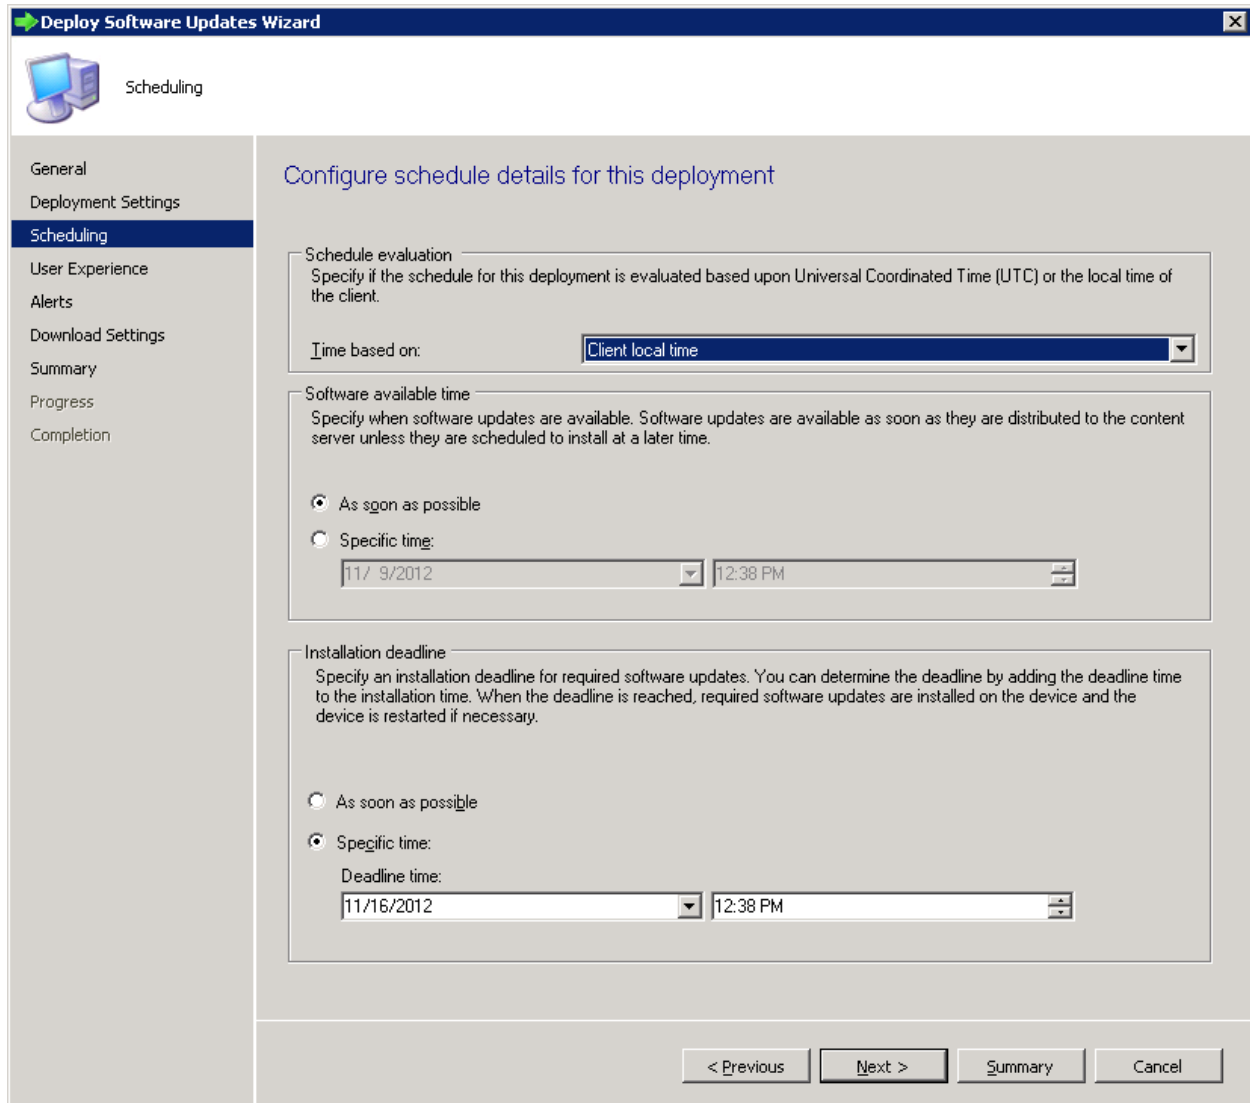 Deploy Software Updates Wizard
Scheduling
General
Deployment Settings
Scheduling
User Experience
Alerts
Download Settings
Summary
Progress
Completion
Configure schedule details for this deployment
Schedule evaluation
Specify if the schedule for this deployment is evaluated based upon Universal Coordinated Time (UTC) or the local time of
the client.
Time based on: Client local time
Software available time
Specify when software updates are available. Software updates are available as soon as they are distributed to the content
server unless they are scheduled to install at a later time.
As soon as possible
Specific time:
11/ 9/2012 12:38 PM
Installation deadline
Specify an installation deadline for required software updates. You can determine the deadline by adding the deadline time
to the installation time. When the deadline is reached, required software updates are installed on the device and the
device is restarted if necessary.
As soon as possible
Specific time:
Deadline time:
11/16/2012 12:38 PM
< Previous Next > Summary Cancel